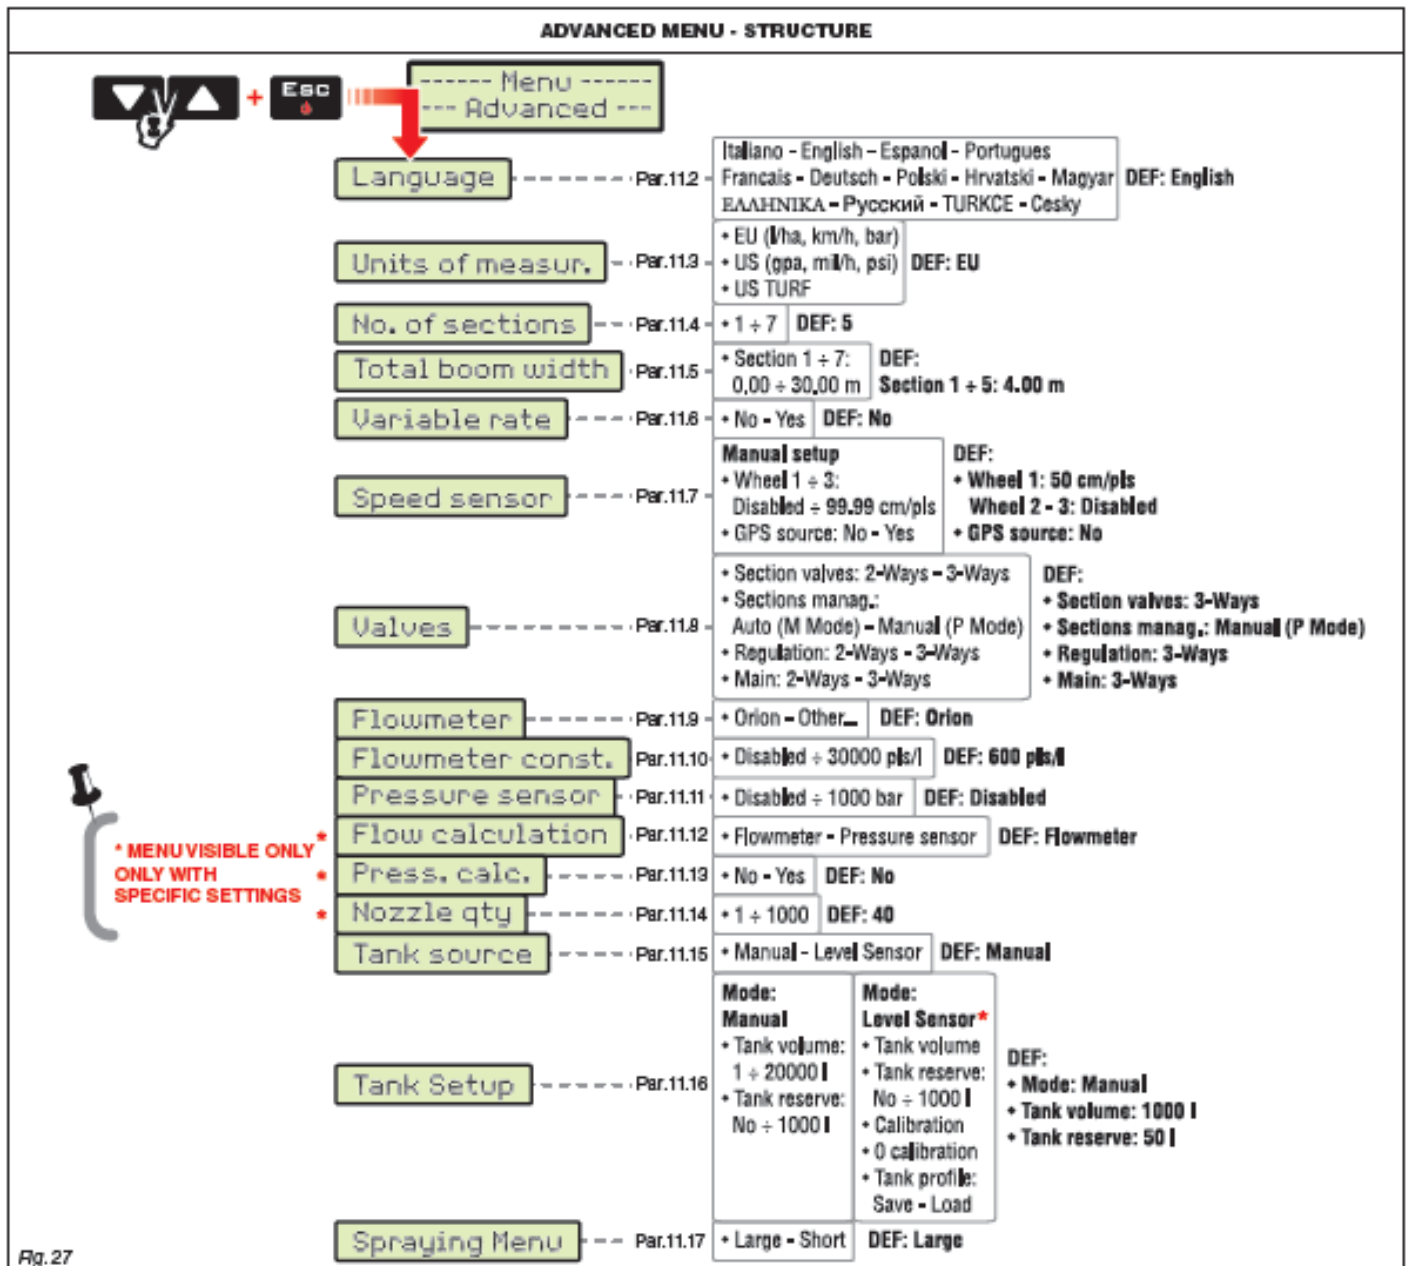 ADVANCED MENU - STRUCTURE
+ Esc
------ Menu ------
--- Advanced ---
Language
Par.11.2
Italiano - English - Espanol - Portugues
Francais - Deutsch - Polski - Hrvatski - Magyar
ΕΛΛΗΝΙΚΑ - Русский - TURKCE - Cesky
DEF: English
Units of measur.
Par.11.3
• EU (l/ha, km/h, bar)
• US (gpa, mil/h, psi)
• US TURF
DEF: EU
No. of sections
Par.11.4
• 1 ÷ 7
DEF: 5
Total boom width
Par.11.5
• Section 1 ÷ 7:
0,00 ÷ 30,00 m
DEF:
Section 1 ÷ 5: 4.00 m
Variable rate
Par.11.6
• No - Yes
DEF: No
Speed sensor
Par.11.7
Manual setup
• Wheel 1 ÷ 3:
Disabled ÷ 99.99 cm/pls
• GPS source: No - Yes
DEF:
• Wheel 1: 50 cm/pls
Wheel 2 - 3: Disabled
• GPS source: No
Valves
Par.11.8
• Section valves: 2-Ways - 3-Ways
• Sections manag.:
Auto (M Mode) - Manual (P Mode)
• Regulation: 2-Ways - 3-Ways
• Main: 2-Ways - 3-Ways
DEF:
• Section valves: 3-Ways
• Sections manag.: Manual (P Mode)
• Regulation: 3-Ways
• Main: 3-Ways
Flowmeter
Par.11.9
• Orion - Other...
DEF: Orion
Flowmeter const.
Par.11.10
• Disabled ÷ 30000 pls/l
DEF: 600 pls/l
Pressure sensor
Par.11.11
• Disabled ÷ 1000 bar
DEF: Disabled
* MENU VISIBLE ONLY
ONLY WITH
SPECIFIC SETTINGS
* Flow calculation
Par.11.12
• Flowmeter - Pressure sensor
DEF: Flowmeter
* Press. calc.
Par.11.13
• No - Yes
DEF: No
* Nozzle qty
Par.11.14
• 1 ÷ 1000
DEF: 40
Tank source
Par.11.15
• Manual - Level Sensor
DEF: Manual
Tank Setup
Par.11.16
Mode:
Manual
• Tank volume:
1 ÷ 20000 l
• Tank reserve:
No ÷ 1000 l
Mode:
Level Sensor*
• Tank volume
• Tank reserve:
No ÷ 1000 l
• Calibration
• 0 calibration
• Tank profile:
Save - Load
DEF:
• Mode: Manual
• Tank volume: 1000 l
• Tank reserve: 50 l
Spraying Menu
Par.11.17
• Large - Short
DEF: Large
Fig. 27